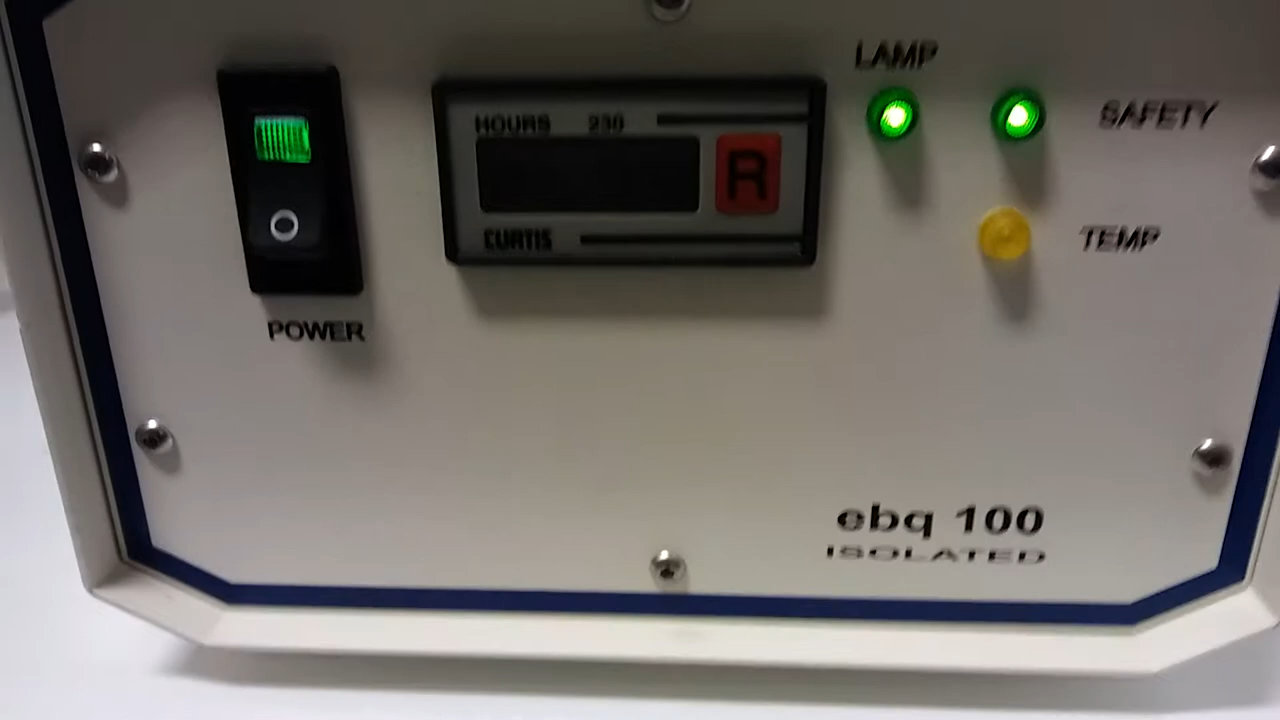 LAMP
HOURS 230
R
CURTIS
SAFETY
TEMP
POWER
ebq 100
ISOLATED